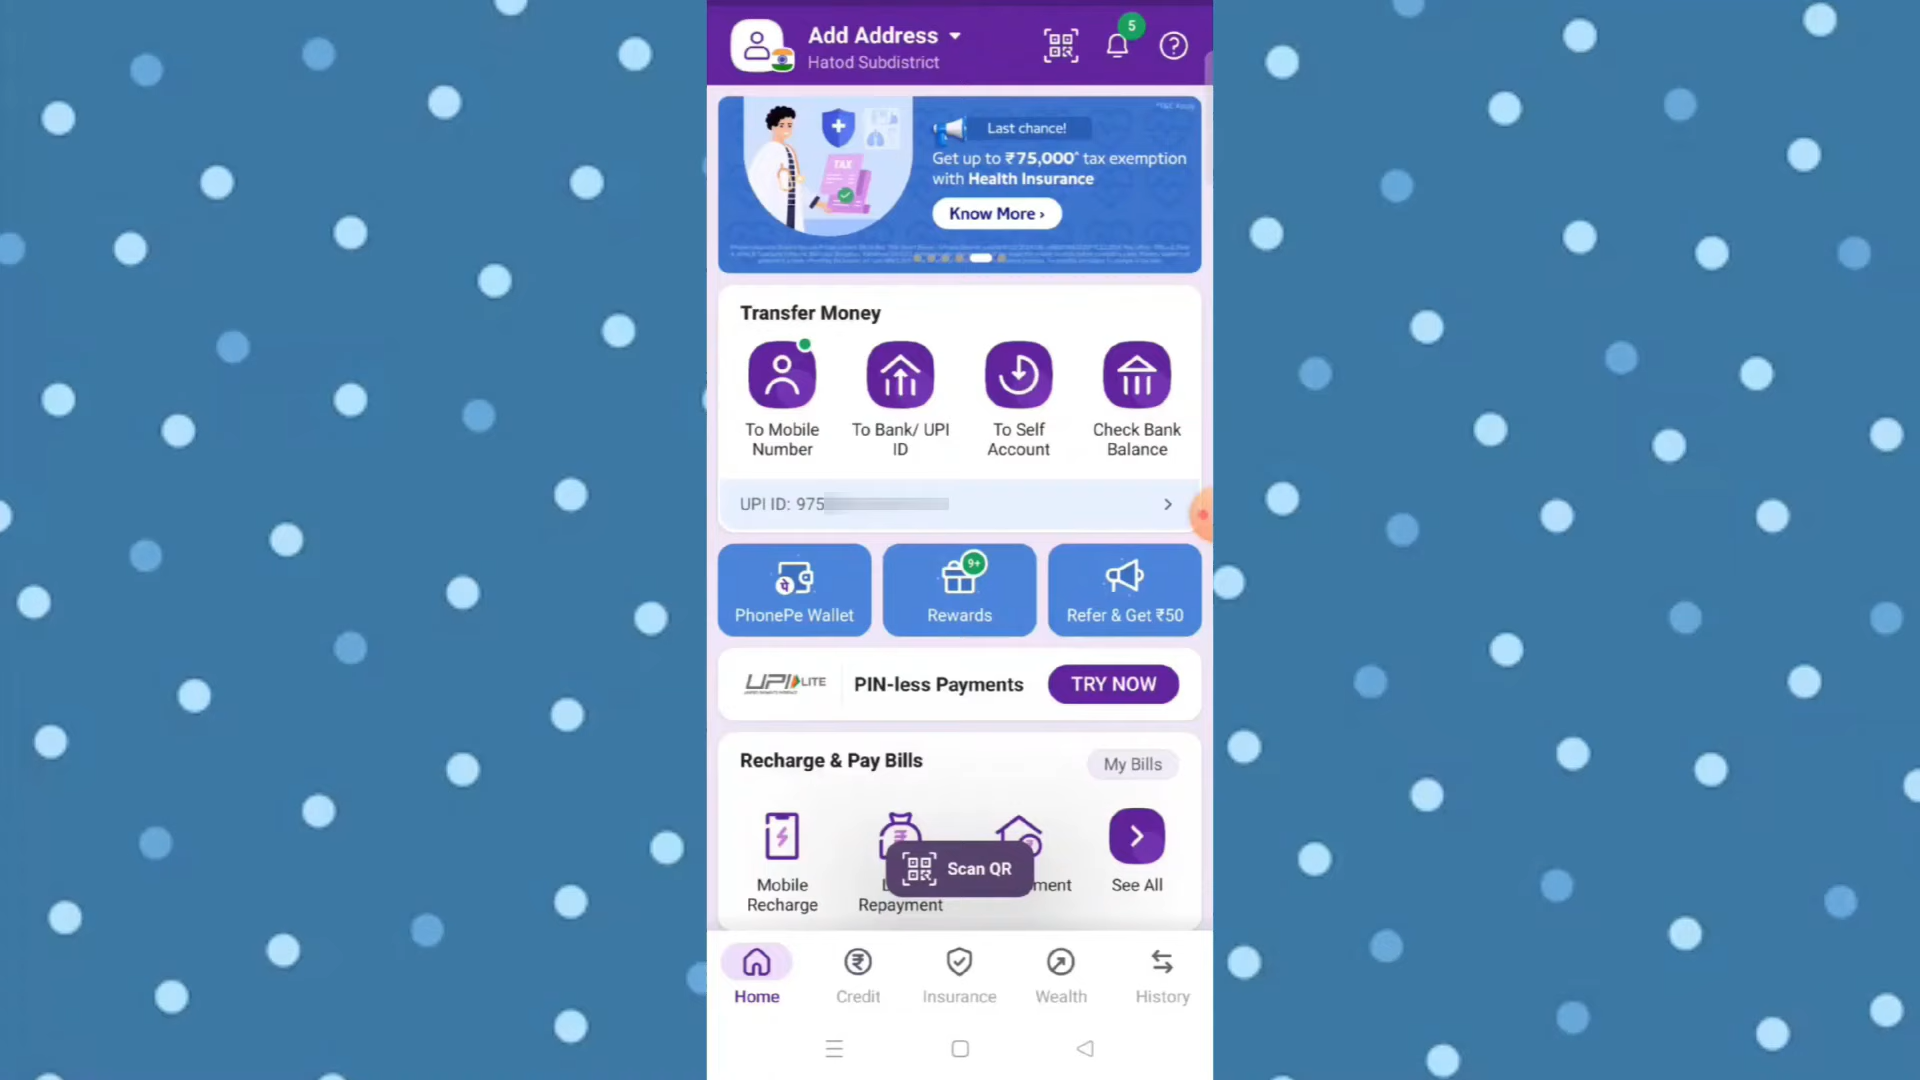 Add Address
Hatod Subdistrict
5
*T&C Apply
Last chance!
Get up to ₹75,000^ tax exemption
with Health Insurance
Know More ›
TAX
Transfer Money
To Mobile
Number
To Bank/ UPI
ID
To Self
Account
Check Bank
Balance
UPI ID: 975
9+
PhonePe Wallet
Rewards
Refer & Get ₹50
UPI LITE
PIN-less Payments
TRY NOW
Recharge & Pay Bills
My Bills
Mobile
Recharge
Repayment
ment
See All
Scan QR
Home
Credit
Insurance
Wealth
History